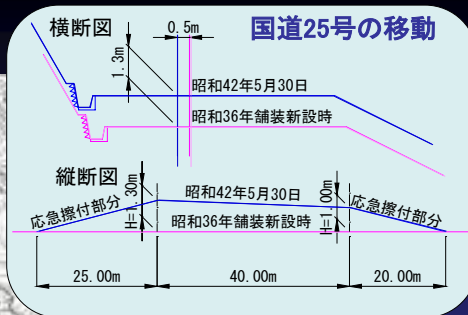 国道25号の移動
横断図
0.5m
1.3m
昭和42年5月30日
昭和36年舗装新設時
縦断図
応急擦付部分
H=1.30m
昭和42年5月30日
昭和36年舗装新設時
H=1.00m
応急擦付部分
25.00m
40.00m
20.00m